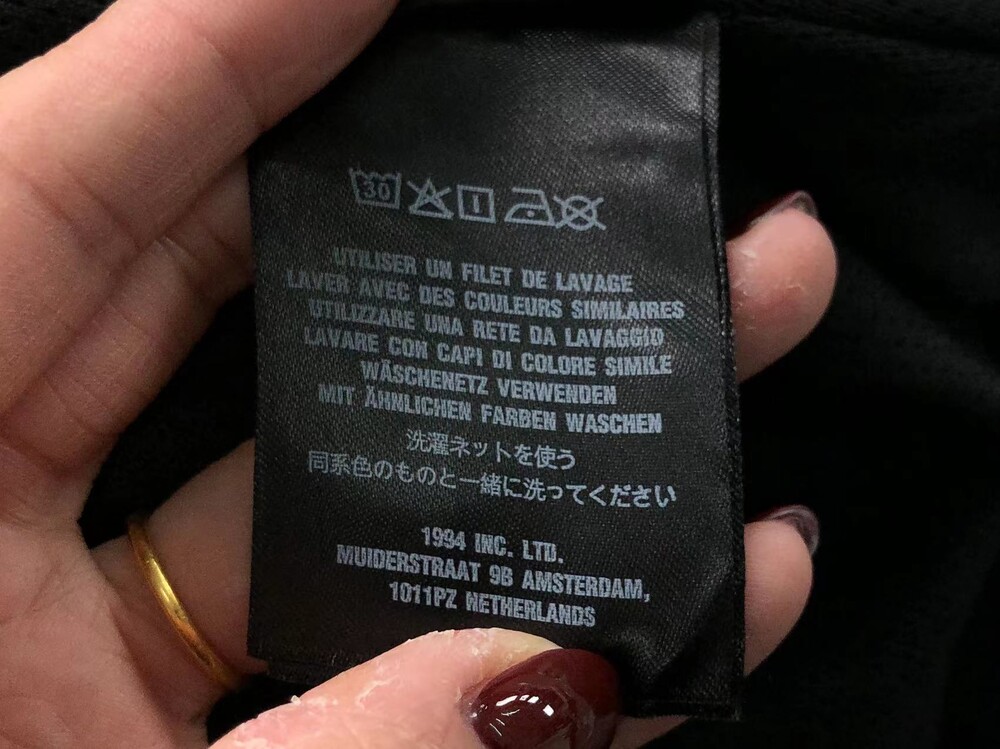 30
UTILISER UN FILET DE LAVAGE
LAVER AVEC DES COULEURS SIMILAIRES
UTILIZZARE UNA RETE DA LAVAGGIO
LAVARE CON CAPI DI COLORE SIMILE
WÄSCHENETZ VERWENDEN
MIT ÄHNLICHEN FARBEN WASCHEN
洗濯ネットを使う
同系色のものと一緒に洗ってください
1994 INC. LTD.
MUIDERSTRAAT 9B AMSTERDAM,
1011PZ NETHERLANDS